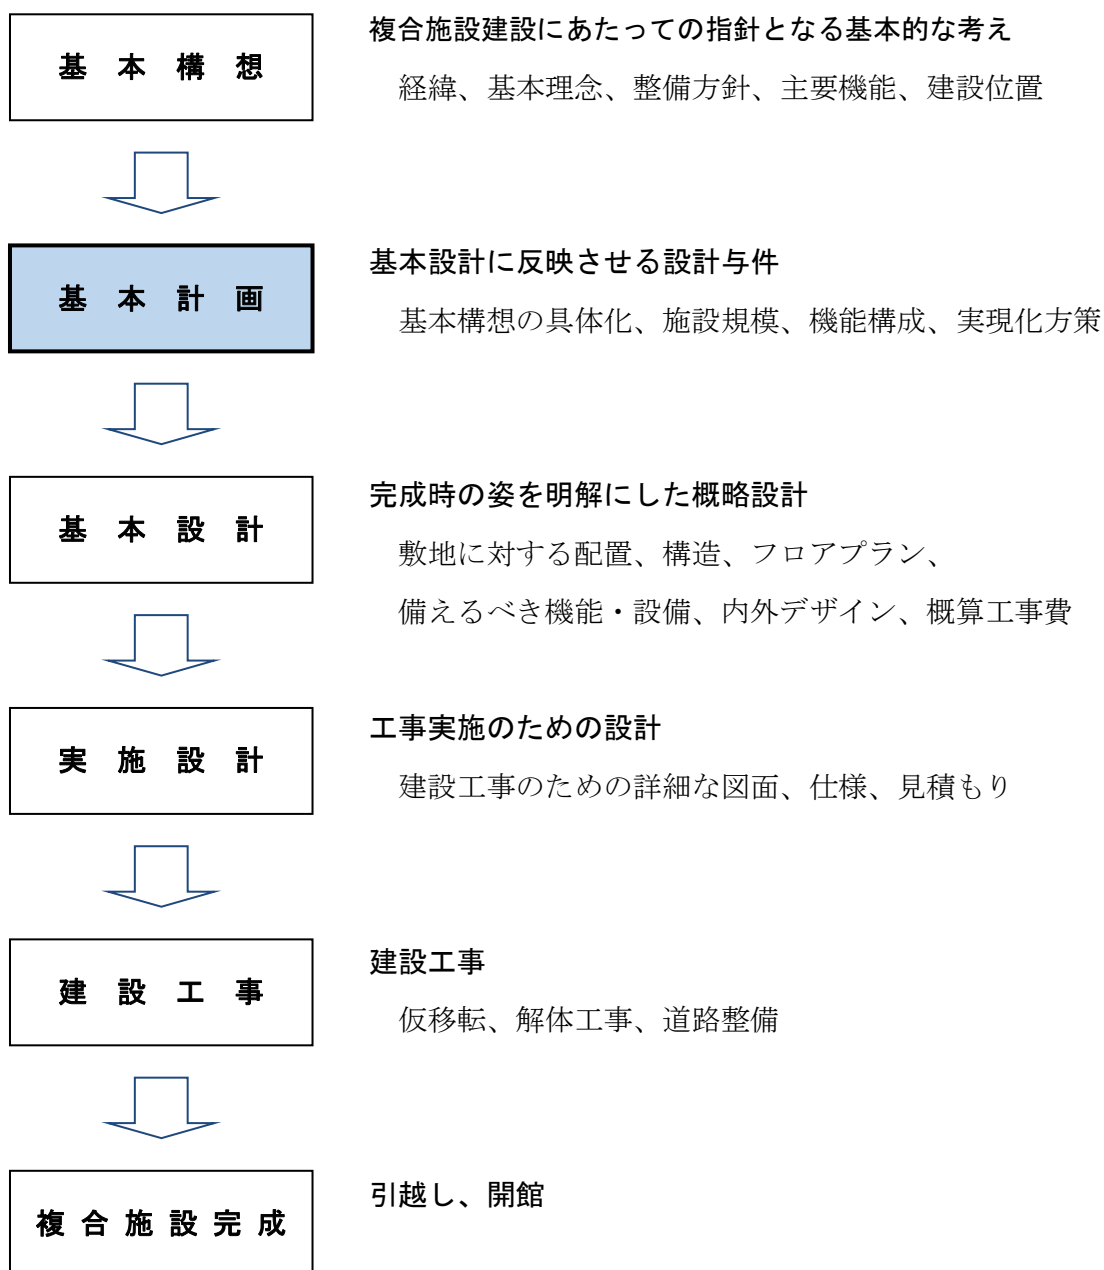 基本構想
複合施設建設にあたっての指針となる基本的な考え
経緯、基本理念、整備方針、主要機能、建設位置
基本計画
基本設計に反映させる設計与件
基本構想の具体化、施設規模、機能構成、実現化方策
基本設計
完成時の姿を明解にした概略設計
敷地に対する配置、構造、フロアプラン、
備えるべき機能・設備、内外デザイン、概算工事費
実施設計
工事実施のための設計
建設工事のための詳細な図面、仕様、見積もり
建設工事
建設工事
仮移転、解体工事、道路整備
複合施設完成
引越し、開館